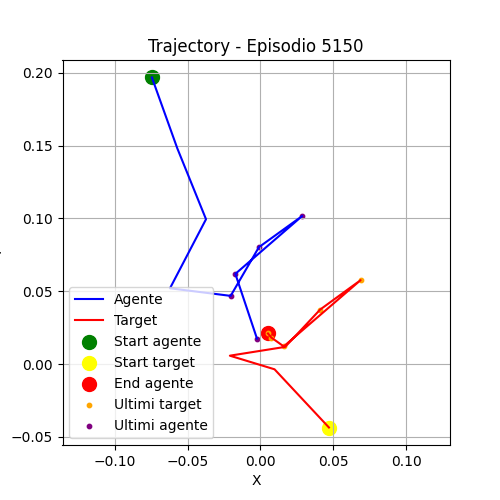 Trajectory - Episodio 5150
0.20
0.15
0.10
0.05
0.00
−0.05
Agente
Target
Start agente
Start target
End agente
Ultimi target
Ultimi agente
−0.10
−0.05
0.00
0.05
0.10
X